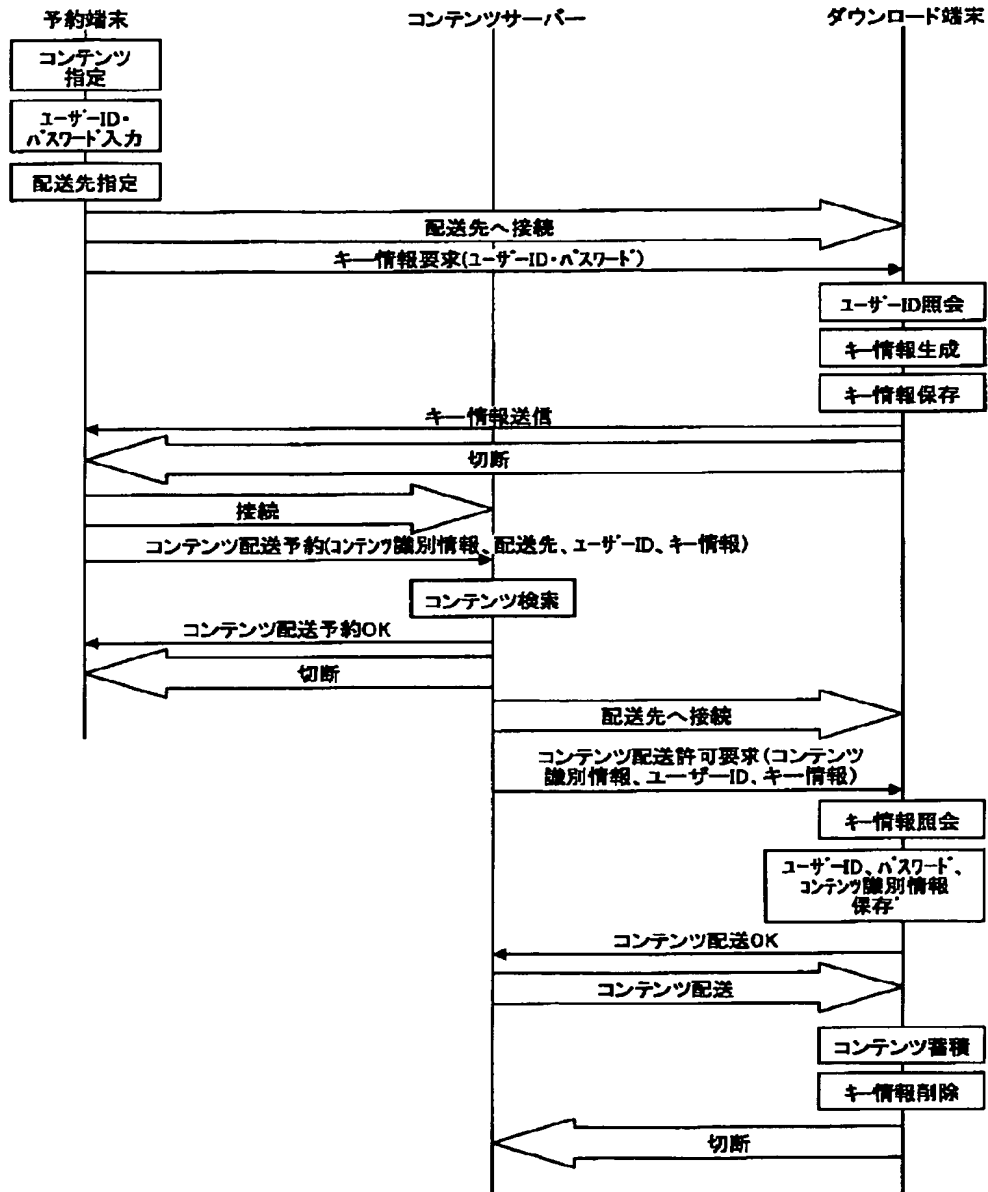 予約端末
コンテンツサーバー
ダウンロード端末
コンテンツ
指定
ユーザーID・
パスワード入力
配送先指定
配送先へ接続
キー情報要求(ユーザーID・パスワード)
ユーザーID照会
キー情報生成
キー情報保存
キー情報送信
切断
接続
コンテンツ配送予約(コンテンツ識別情報、配送先、ユーザーID、キー情報)
コンテンツ検索
コンテンツ配送予約OK
切断
配送先へ接続
コンテンツ配送許可要求(コンテンツ
識別情報、ユーザーID、キー情報)
キー情報照会
ユーザーID、パスワード、
コンテンツ識別情報
保存
コンテンツ配送OK
コンテンツ配送
コンテンツ蓄積
キー情報削除
切断